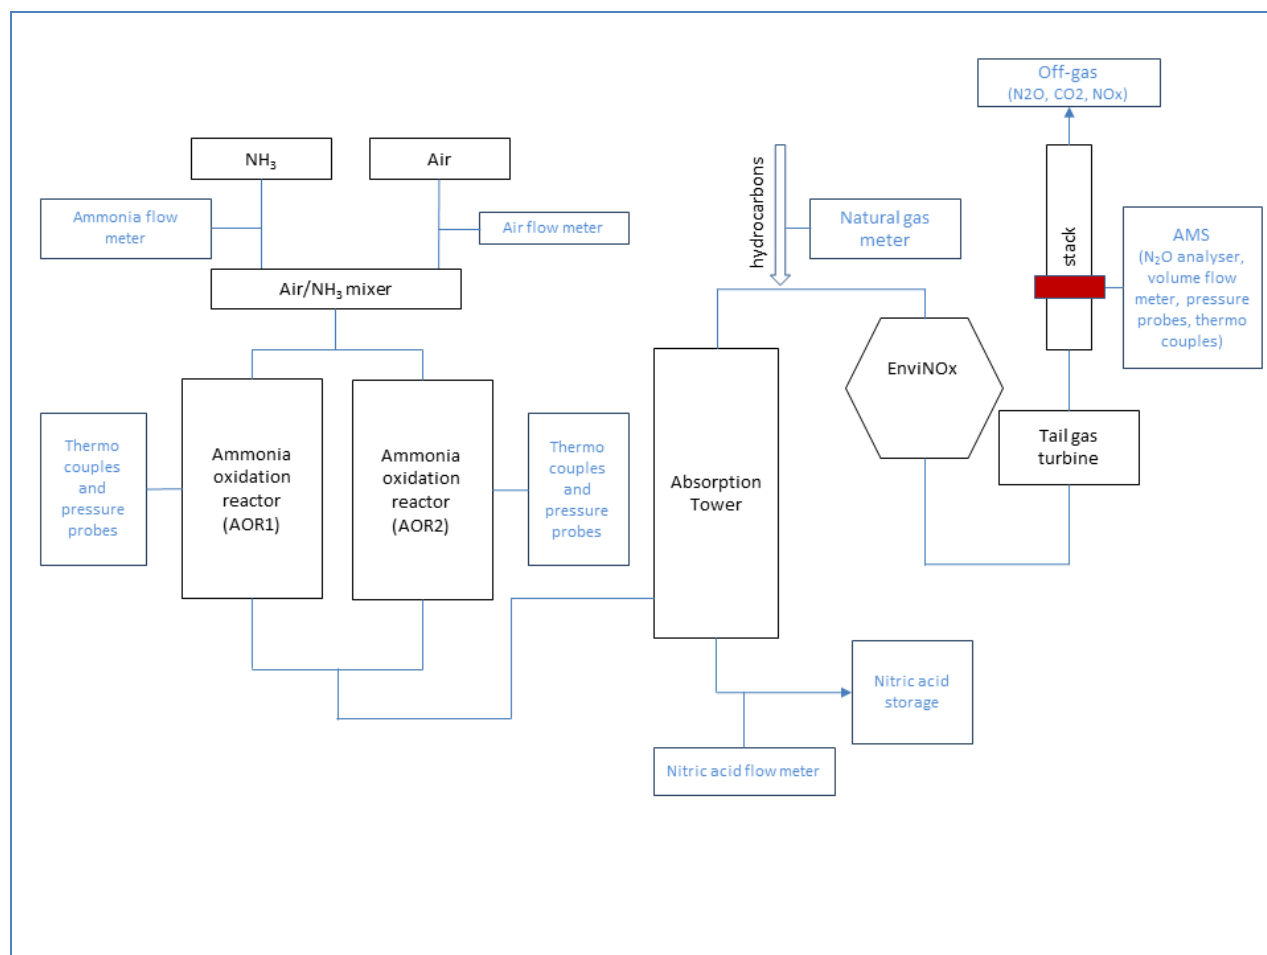 Off-gas
(N2O, CO2, NOx)
NH₃
Air
Ammonia flow
meter
Air flow meter
hydrocarbons
Natural gas
meter
stack
AMS
(N₂O analyser,
volume flow
meter, pressure
probes, thermo
couples)
Air/NH₃ mixer
EnviNOx
Thermo
couples
and
pressure
probes
Ammonia
oxidation
reactor
(AOR1)
Ammonia
oxidation
reactor
(AOR2)
Thermo
couples
and
pressure
probes
Absorption
Tower
Tail gas
turbine
Nitric acid
storage
Nitric acid flow meter